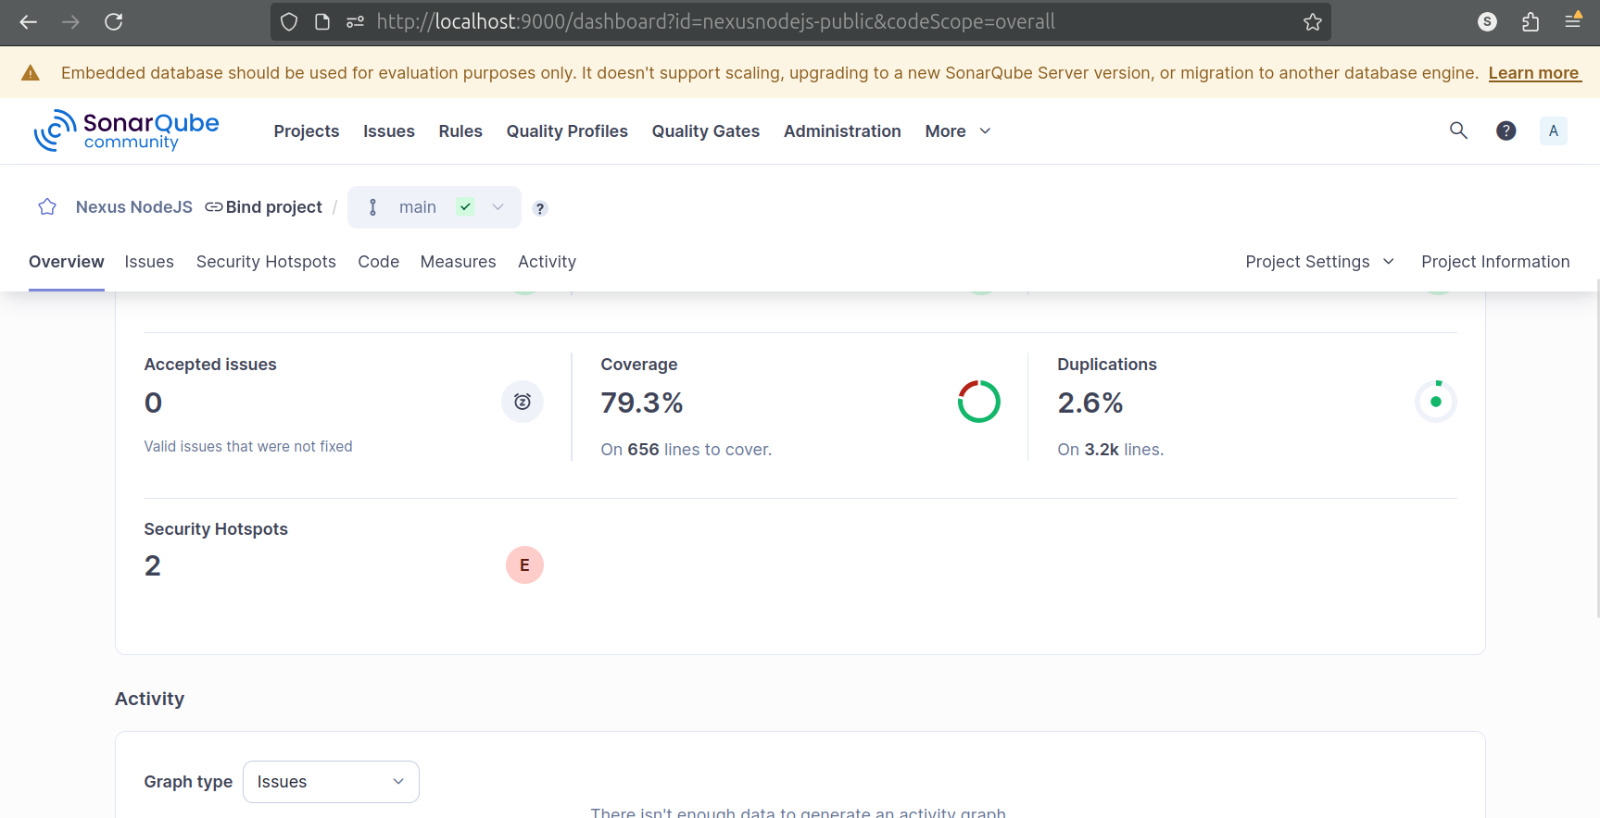 http://localhost:9000/dashboard?id=nexusnodejs-public&codeScope=overall
S
Embedded database should be used for evaluation purposes only. It doesn't support scaling, upgrading to a new SonarQube Server version, or migration to another database engine. Learn more
SonarQube
community
Projects Issues Rules Quality Profiles Quality Gates Administration More
? A
Nexus NodeJS Bind project / main ?
Overview Issues Security Hotspots Code Measures Activity Project Settings Project Information
Accepted issues
0
Valid issues that were not fixed
Coverage
79.3%
On 656 lines to cover.
Duplications
2.6%
On 3.2k lines.
Security Hotspots
2
E
Activity
Graph type Issues
There isn't enough data to generate an activity graph